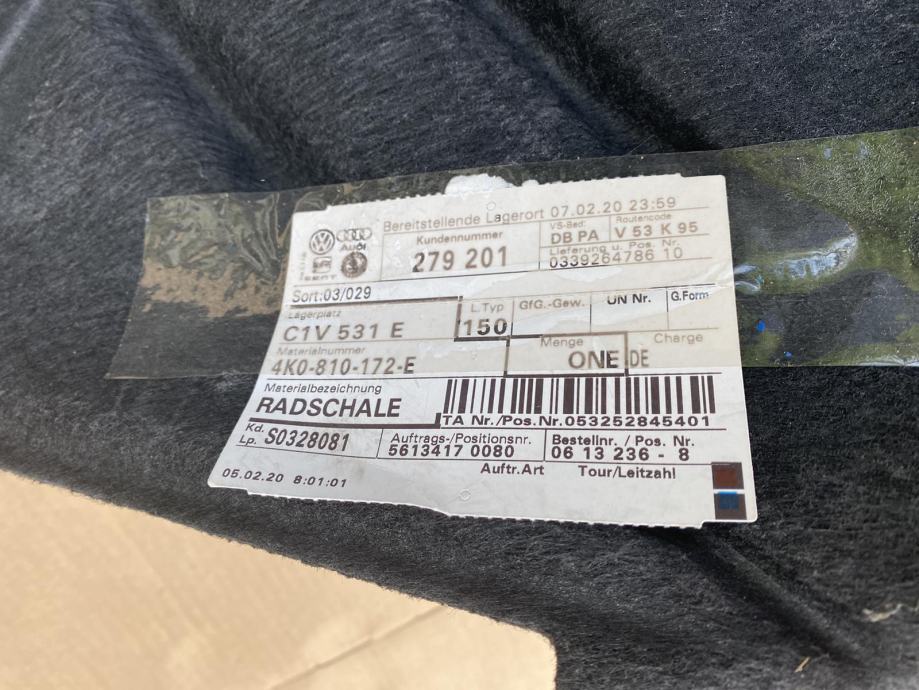 Bereitstellende Lagerort 07.02.20 23:59
Kundennummer VS-Bed: Routencode
279 201 DB PA V 53 K 95
Lieferung u. Pos. Nr.
0339264786 10
AUDI
SEAT
Sort:03/029
Lagerplatz L.Typ GfG.-Gew. UN Nr. G.Form
C1V 531 E 150
Materialnummer Menge Charge
4K0-810-172-E ONE DE
Materialbezeichnung
RADSCHALE
TA Nr./Pos.Nr.053252845401
Kd. Auftrags-/Positionsnr. Bestellnr. / Pos. Nr.
Lp. S0328081 56134170080 06 13 236 - 8
Auftr.Art Tour/Leitzahl
05.02.20 8:01:01